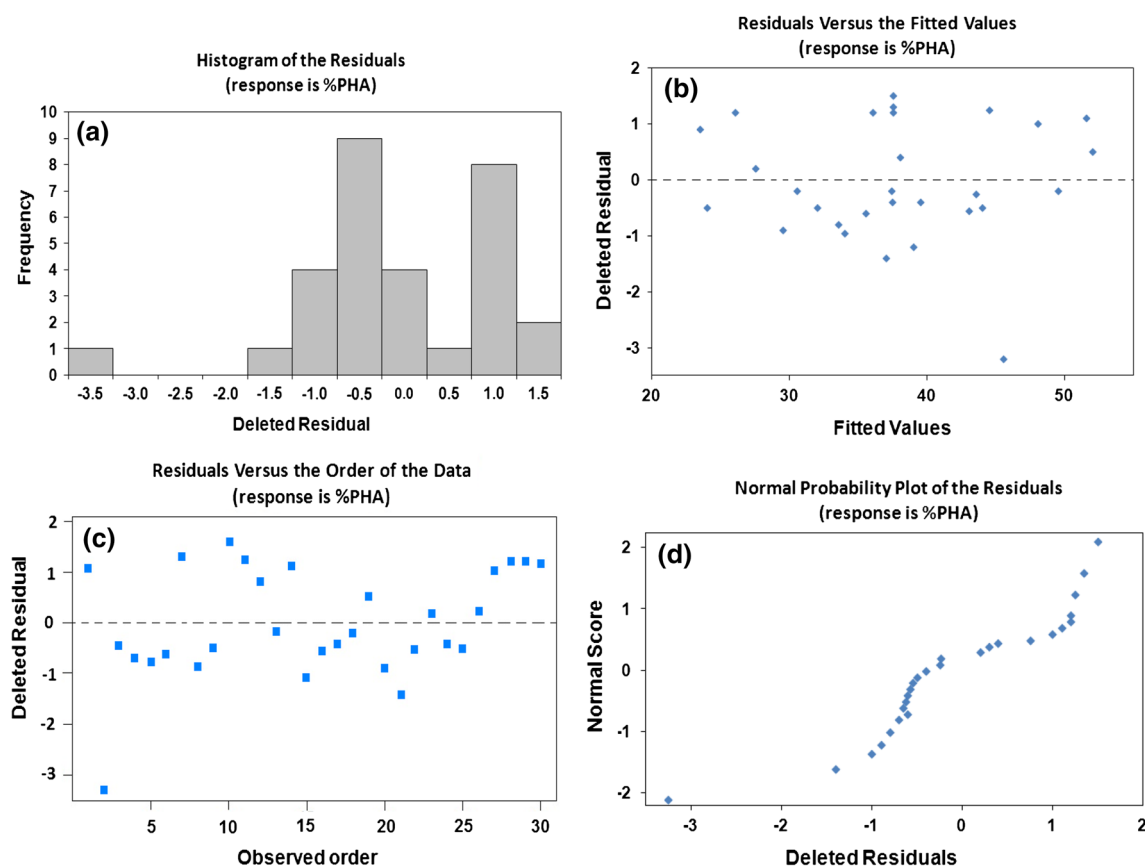 Histogram of the Residuals
(response is %PHA)
(a)
Frequency
10
9
8
7
6
5
4
3
2
1
0
-3.5 -3.0 -2.5 -2.0 -1.5 -1.0 -0.5 0.0 0.5 1.0 1.5
Deleted Residual
Residuals Versus the Fitted Values
(response is %PHA)
(b)
Deleted Residual
2
1
0
-1
-2
-3
20 30 40 50
Fitted Values
Residuals Versus the Order of the Data
(response is %PHA)
(c)
Deleted Residual
2
1
0
-1
-2
-3
5 10 15 20 25 30
Observed order
Normal Probability Plot of the Residuals
(response is %PHA)
(d)
Normal Score
2
1
0
-1
-2
-3 -2 -1 0 1 2
Deleted Residuals